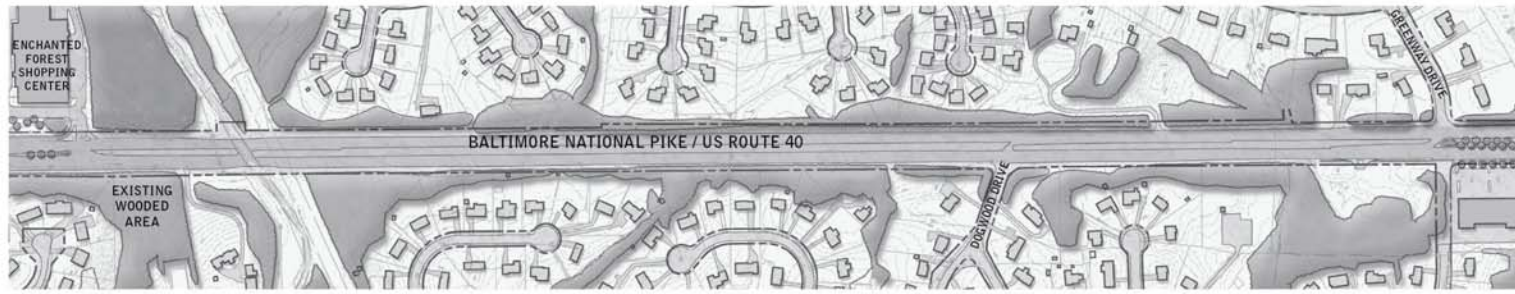 ENCHANTED
FOREST
SHOPPING
CENTER
GREENWAY DRIVE
BALTIMORE NATIONAL PIKE / US ROUTE 40
EXISTING
WOODED
AREA
DOGWOOD DRIVE